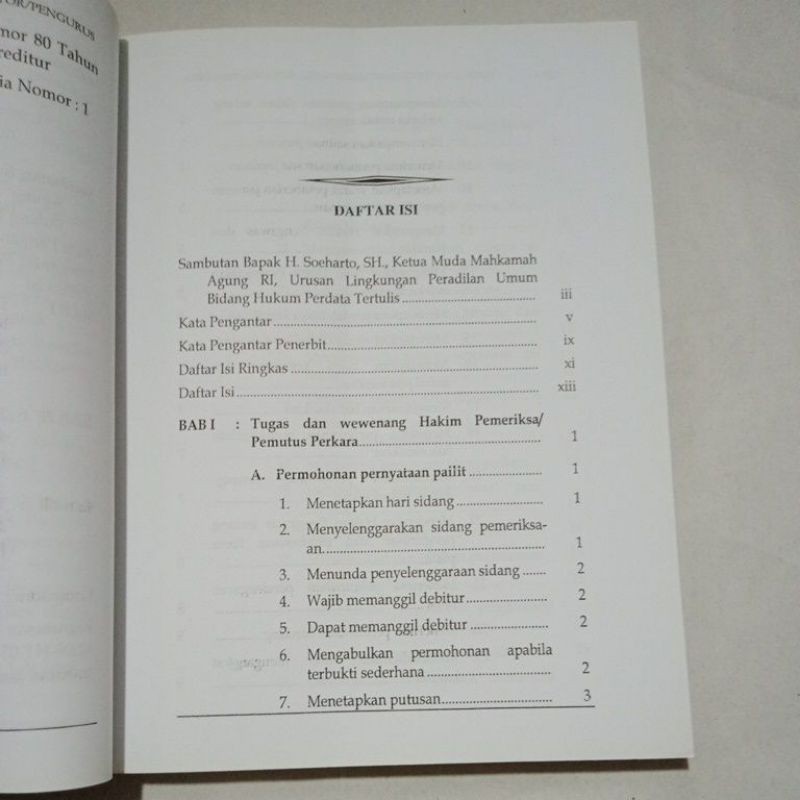 TOR/PENGURUS
mor 80 Tahun
reditur
ia Nomor : 1
DAFTAR ISI
Sambutan Bapak H. Soeharto, SH., Ketua Muda Mahkamah
Agung RI, Urusan Lingkungan Peradilan Umum
Bidang Hukum Perdata Tertulis ........................................ iii
Kata Pengantar ................................................................................ v
Kata Pengantar Penerbit................................................................ ix
Daftar Isi Ringkas ........................................................................... xi
Daftar Isi ........................................................................................... xiii
BAB I : Tugas dan wewenang Hakim Pemeriksa/
Pemutus Perkara...................................................... 1
A. Permohonan pernyataan pailit ...................... 1
1. Menetapkan hari sidang .......................... 1
2. Menyelenggarakan sidang pemeriksa-
an................................................................. 1
3. Menunda penyelenggaraan sidang ....... 2
4. Wajib memanggil debitur ........................ 2
5. Dapat memanggil debitur ....................... 2
6. Mengabulkan permohonan apabila
terbukti sederhana ..................................... 2
7. Menetapkan putusan................................. 3